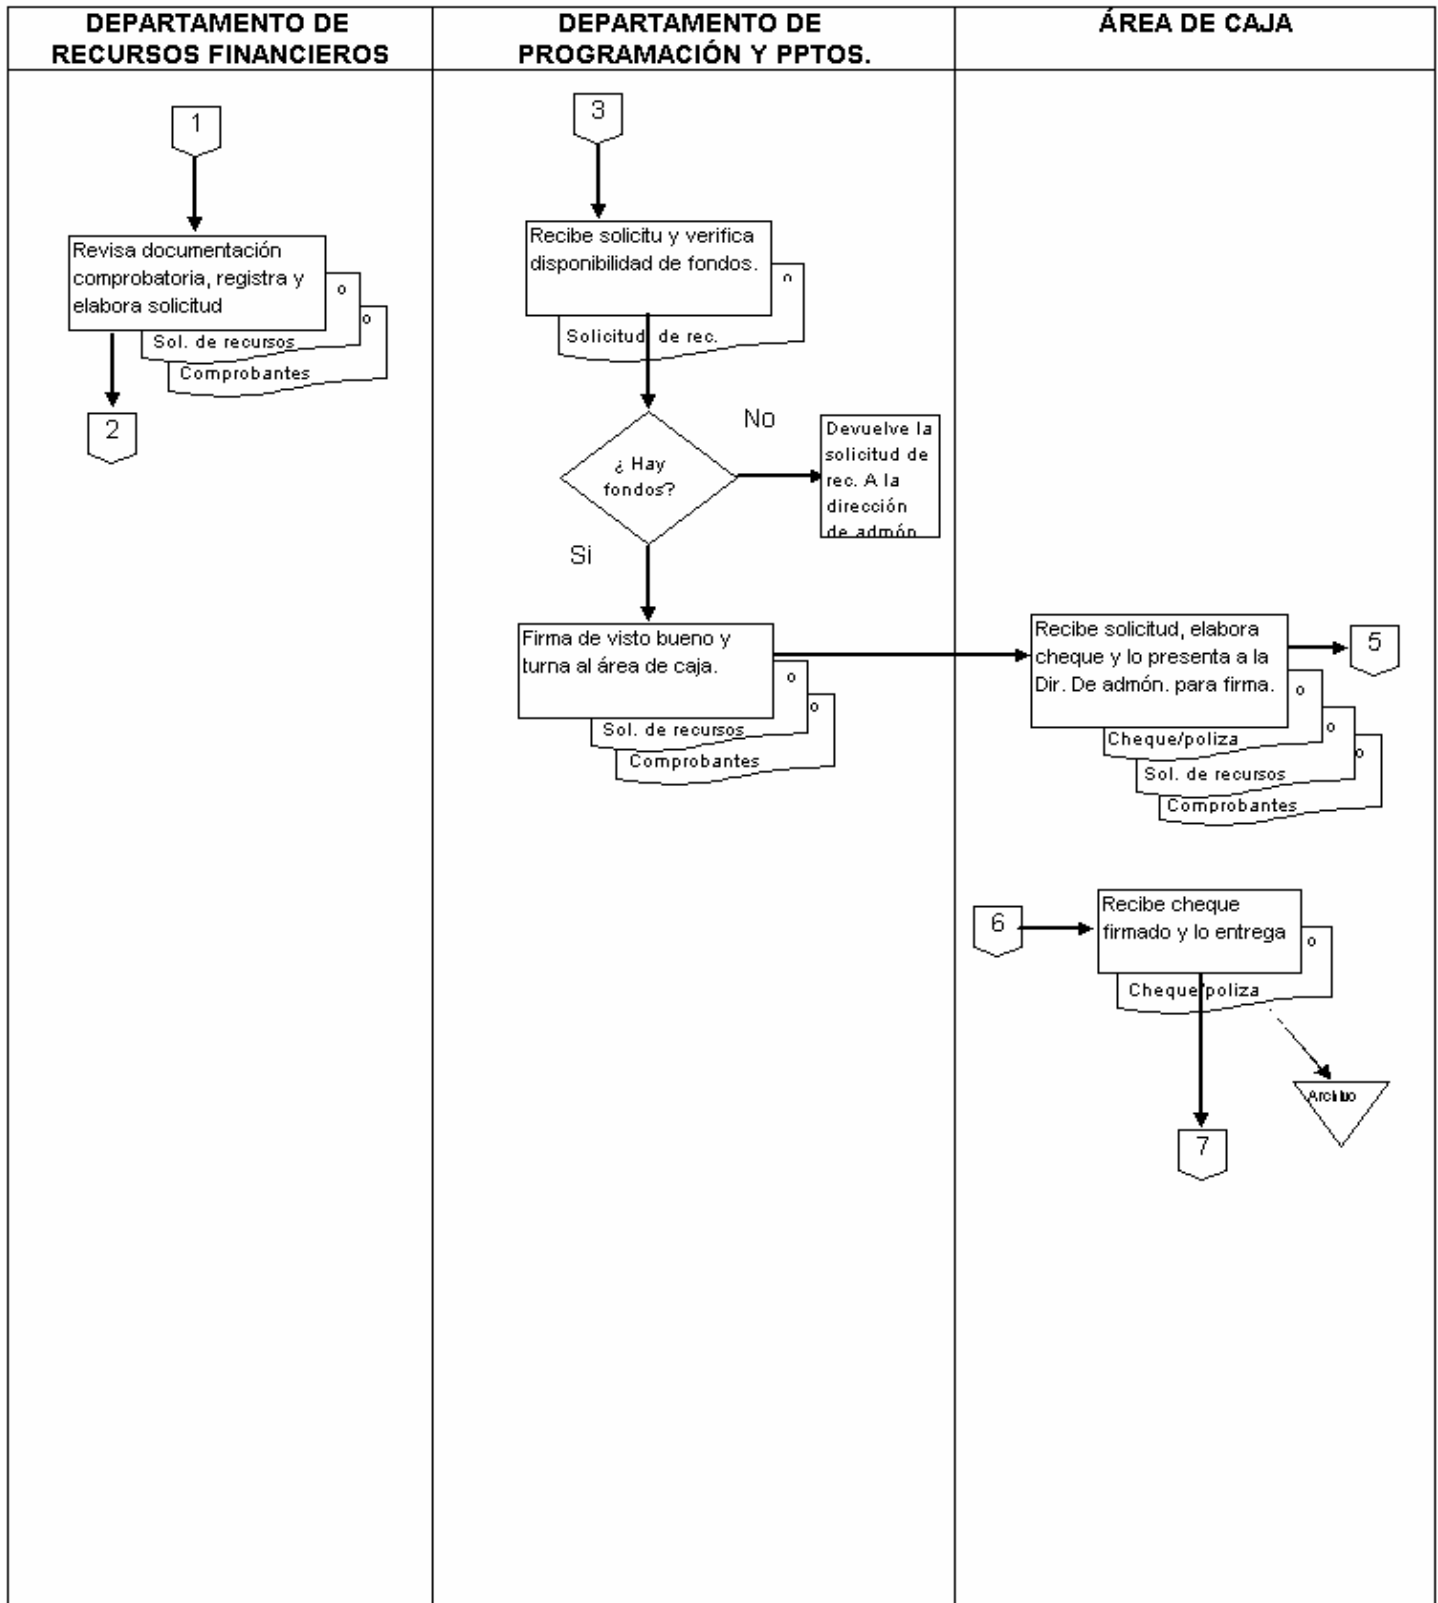 DEPARTAMENTO DE
RECURSOS FINANCIEROS
DEPARTAMENTO DE
PROGRAMACIÓN Y PPTOS.
ÁREA DE CAJA
1
Revisa documentación
comprobatoria, registra y
elabora solicitud
o
o
Sol. de recursos
Comprobantes
2
3
Recibe solicitu y verifica
disponibilidad de fondos.
Solicitud de rec.
¿ Hay
fondos?
No
Devuelve la
solicitud de
rec. A la
dirección
de admón
Si
Firma de visto bueno y
turna al área de caja.
o
o
Sol. de recursos
Comprobantes
Recibe solicitud, elabora
cheque y lo presenta a la
Dir. De admón. para firma.
5
o
o
o
Cheque/poliza
Sol. de recursos
Comprobantes
6
Recibe cheque
firmado y lo entrega
o
Cheque/poliza
Archivo
7